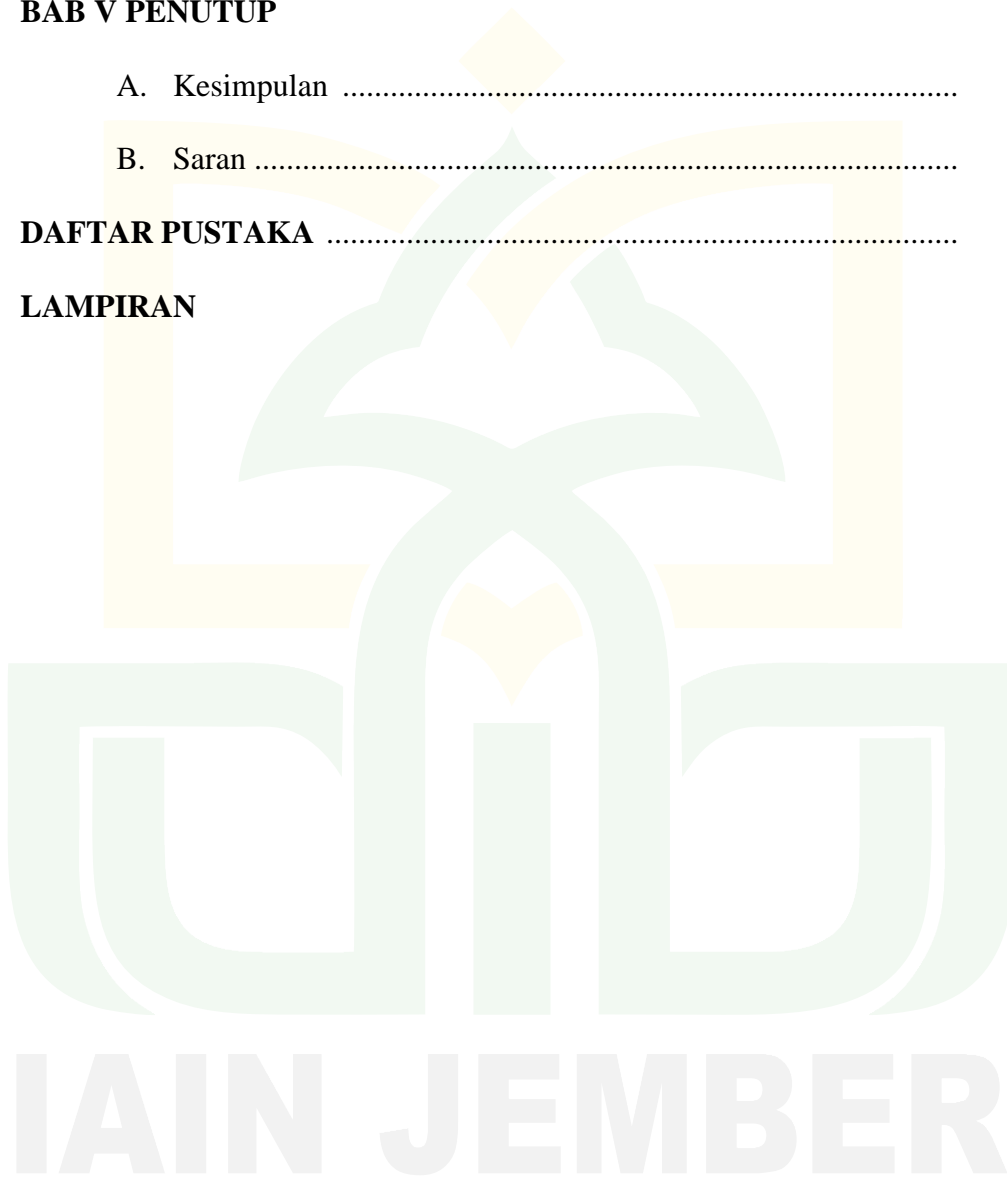 BAB V PENUTUP
A. Kesimpulan ............................................................................
B. Saran .......................................................................................
DAFTAR PUSTAKA ..............................................................................
LAMPIRAN
IAIN JEMBER